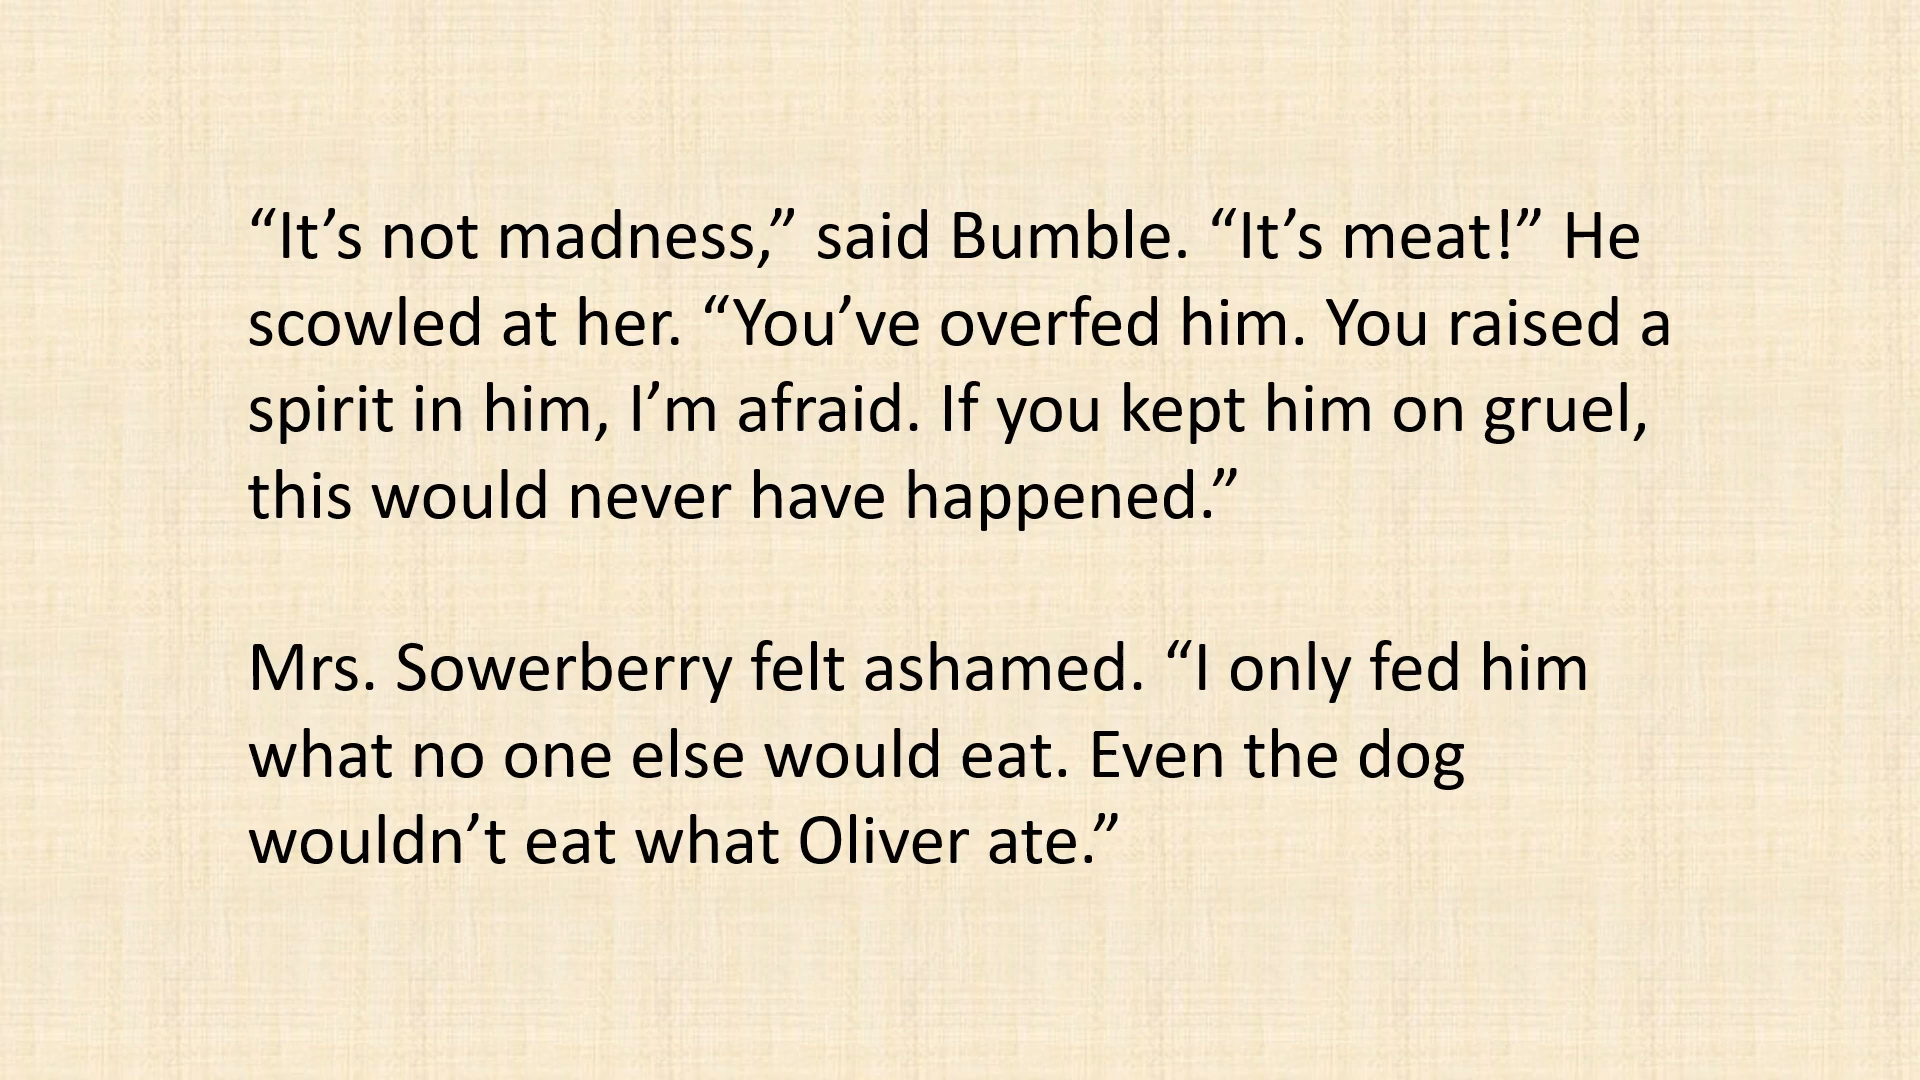 “It’s not madness,” said Bumble. “It’s meat!” He
scowled at her. “You’ve overfed him. You raised a
spirit in him, I’m afraid. If you kept him on gruel,
this would never have happened.”
Mrs. Sowerberry felt ashamed. “I only fed him
what no one else would eat. Even the dog
wouldn’t eat what Oliver ate.”